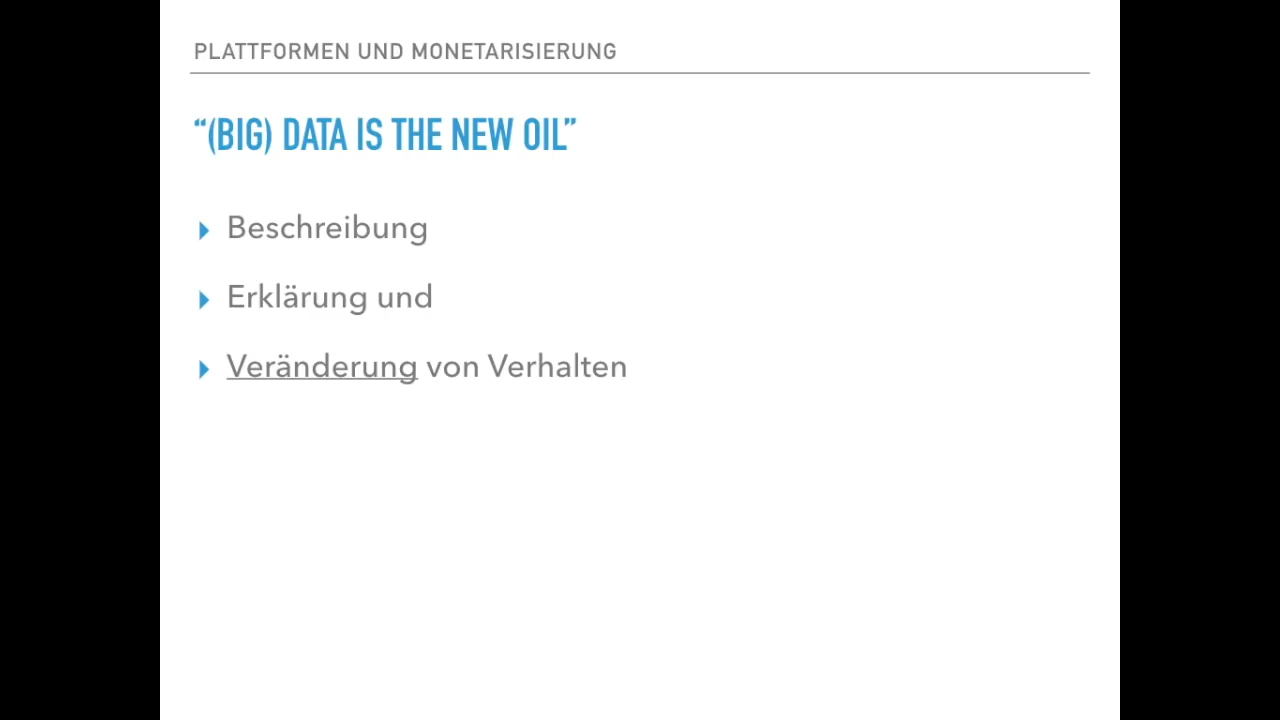 PLATTFORMEN UND MONETARISIERUNG
“(BIG) DATA IS THE NEW OIL”
Beschreibung
Erklärung und
Veränderung von Verhalten